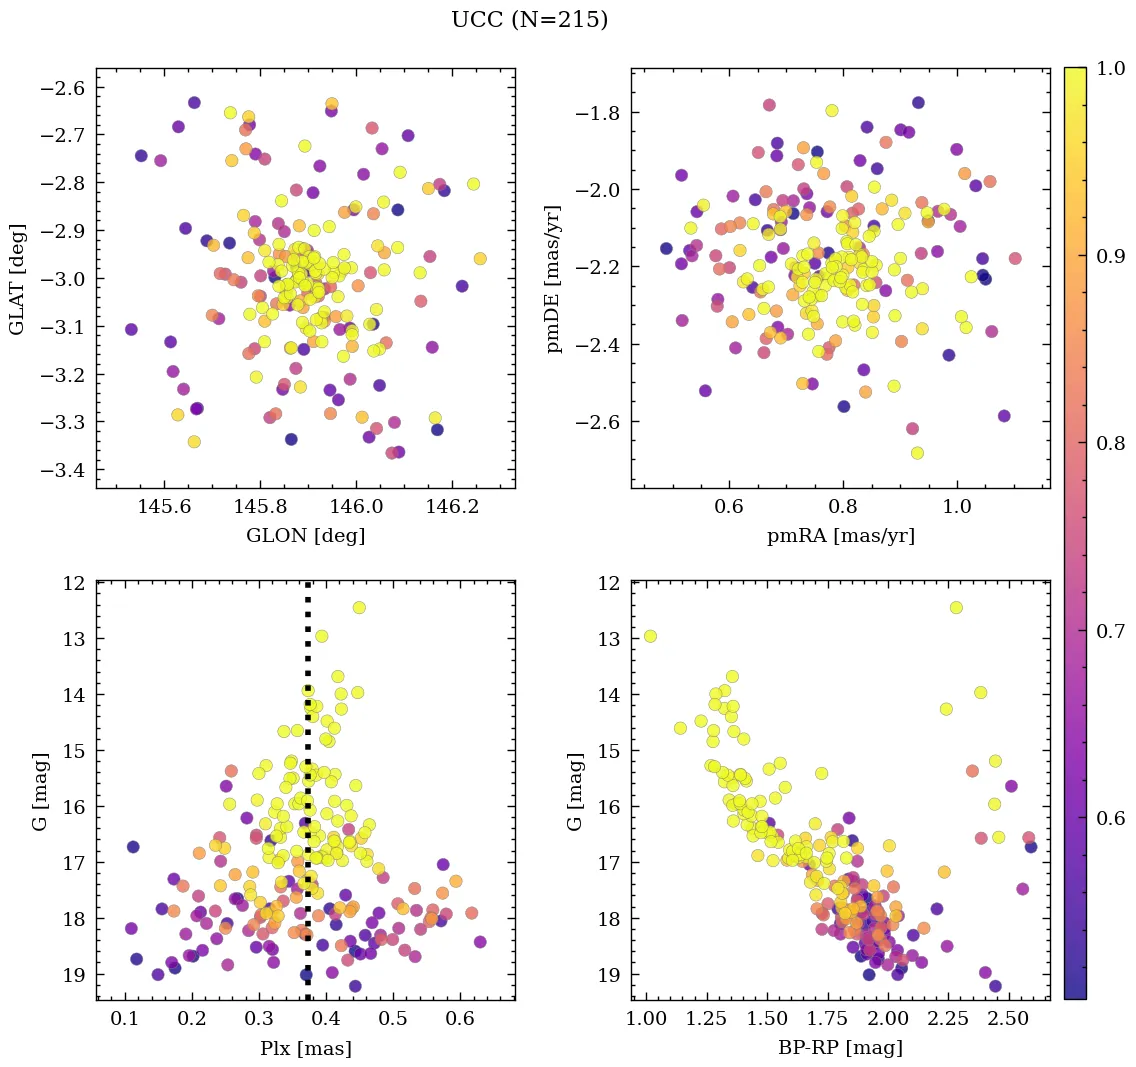 UCC (N=215)
−2.6
−2.7
−2.8
−2.9
−3.0
−3.1
−3.2
−3.3
−3.4
GLAT [deg]
145.6 145.8 146.0 146.2
GLON [deg]
−1.8
−2.0
−2.2
−2.4
−2.6
pmDE [mas/yr]
0.6 0.8 1.0
pmRA [mas/yr]
1.0
0.9
0.8
0.7
0.6
12
13
14
15
16
17
18
19
G [mag]
0.1 0.2 0.3 0.4 0.5 0.6
Plx [mas]
12
13
14
15
16
17
18
19
G [mag]
1.00 1.25 1.50 1.75 2.00 2.25 2.50
BP-RP [mag]